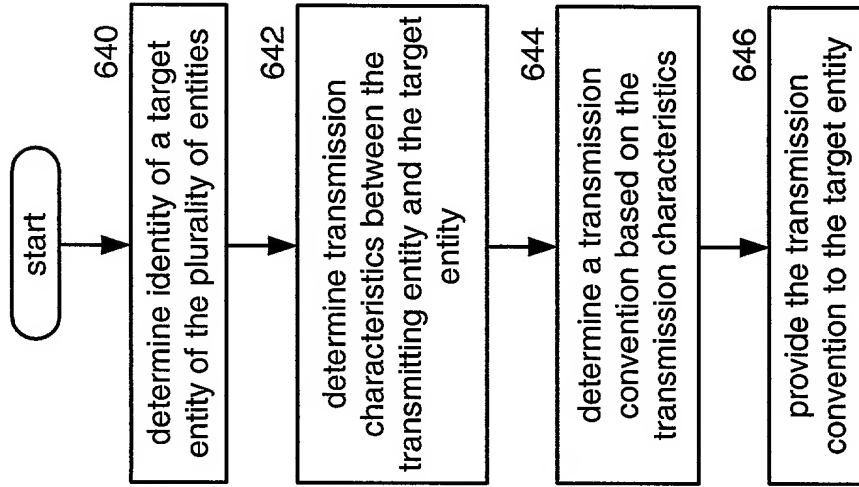 start
640
determine identity of a target
entity of the plurality of entities
642
determine transmission
characteristics between the
transmitting entity and the target
entity
644
determine a transmission
convention based on the
transmission characteristics
646
provide the transmission
convention to the target entity